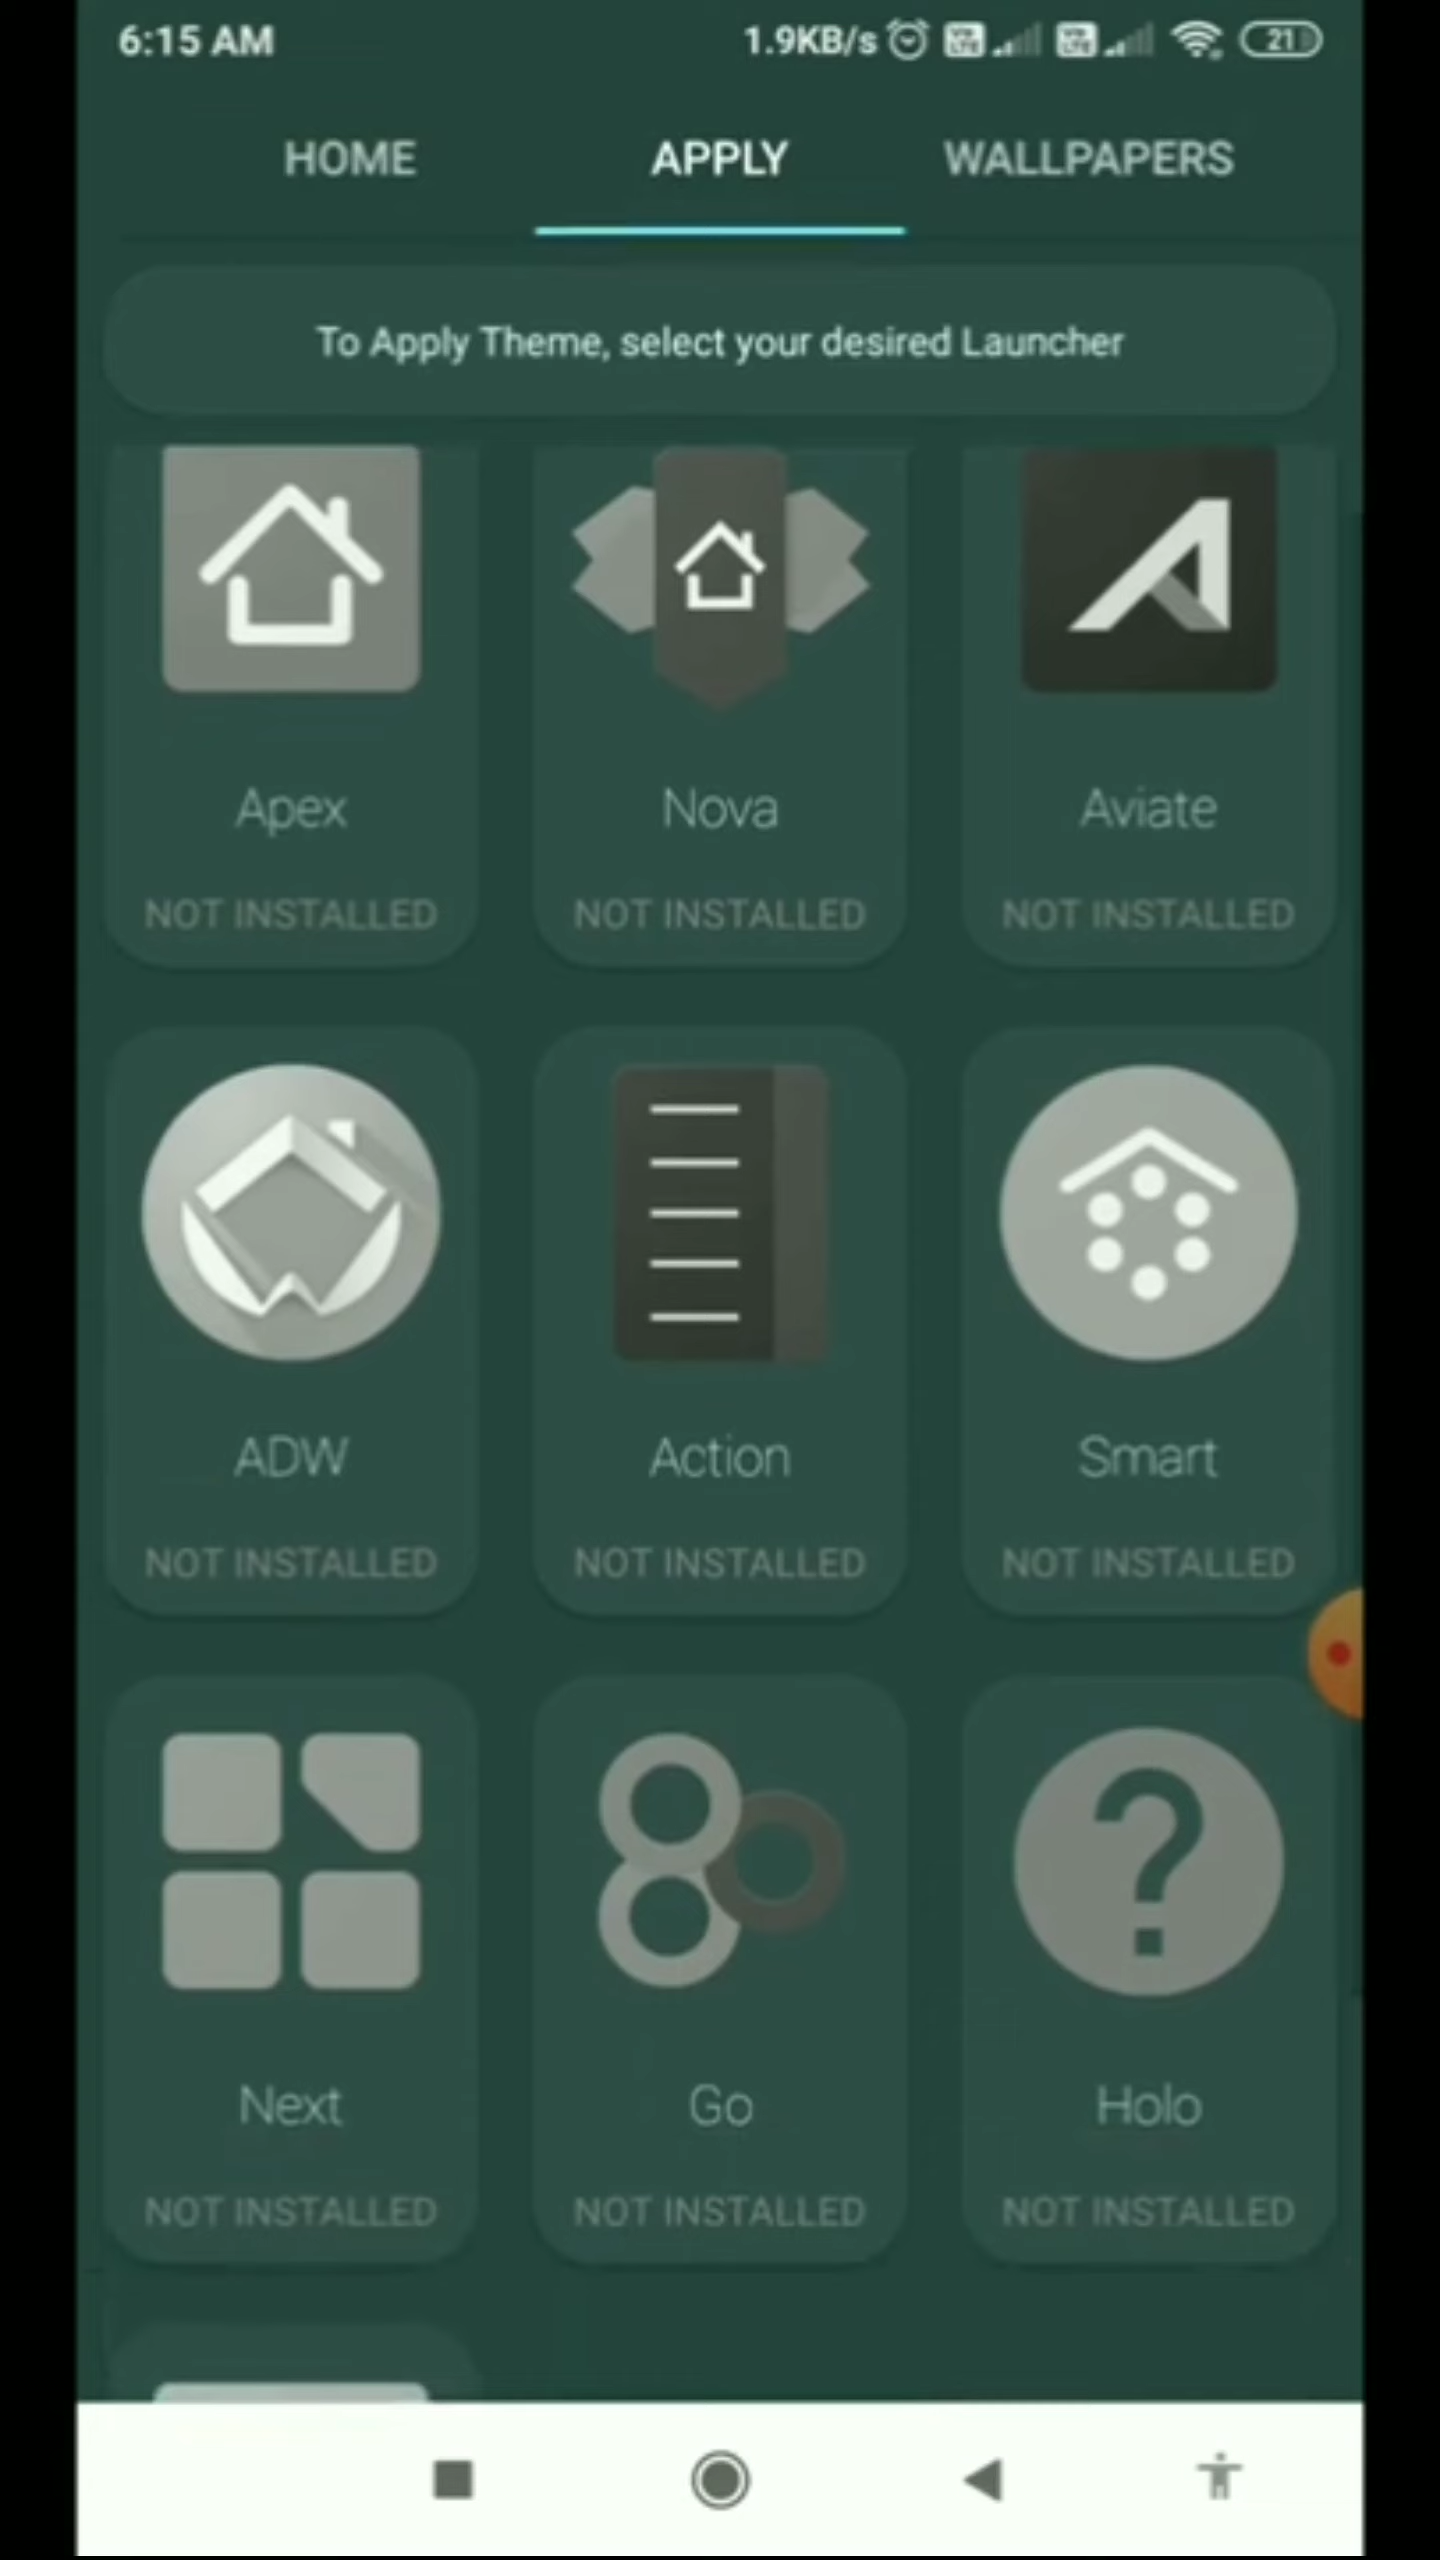 6:15 AM 1.9KB/s 21
HOME APPLY WALLPAPERS
To Apply Theme, select your desired Launcher
Apex Nova Aviate
NOT INSTALLED NOT INSTALLED NOT INSTALLED
ADW Action Smart
NOT INSTALLED NOT INSTALLED NOT INSTALLED
Next Go Holo
NOT INSTALLED NOT INSTALLED NOT INSTALLED